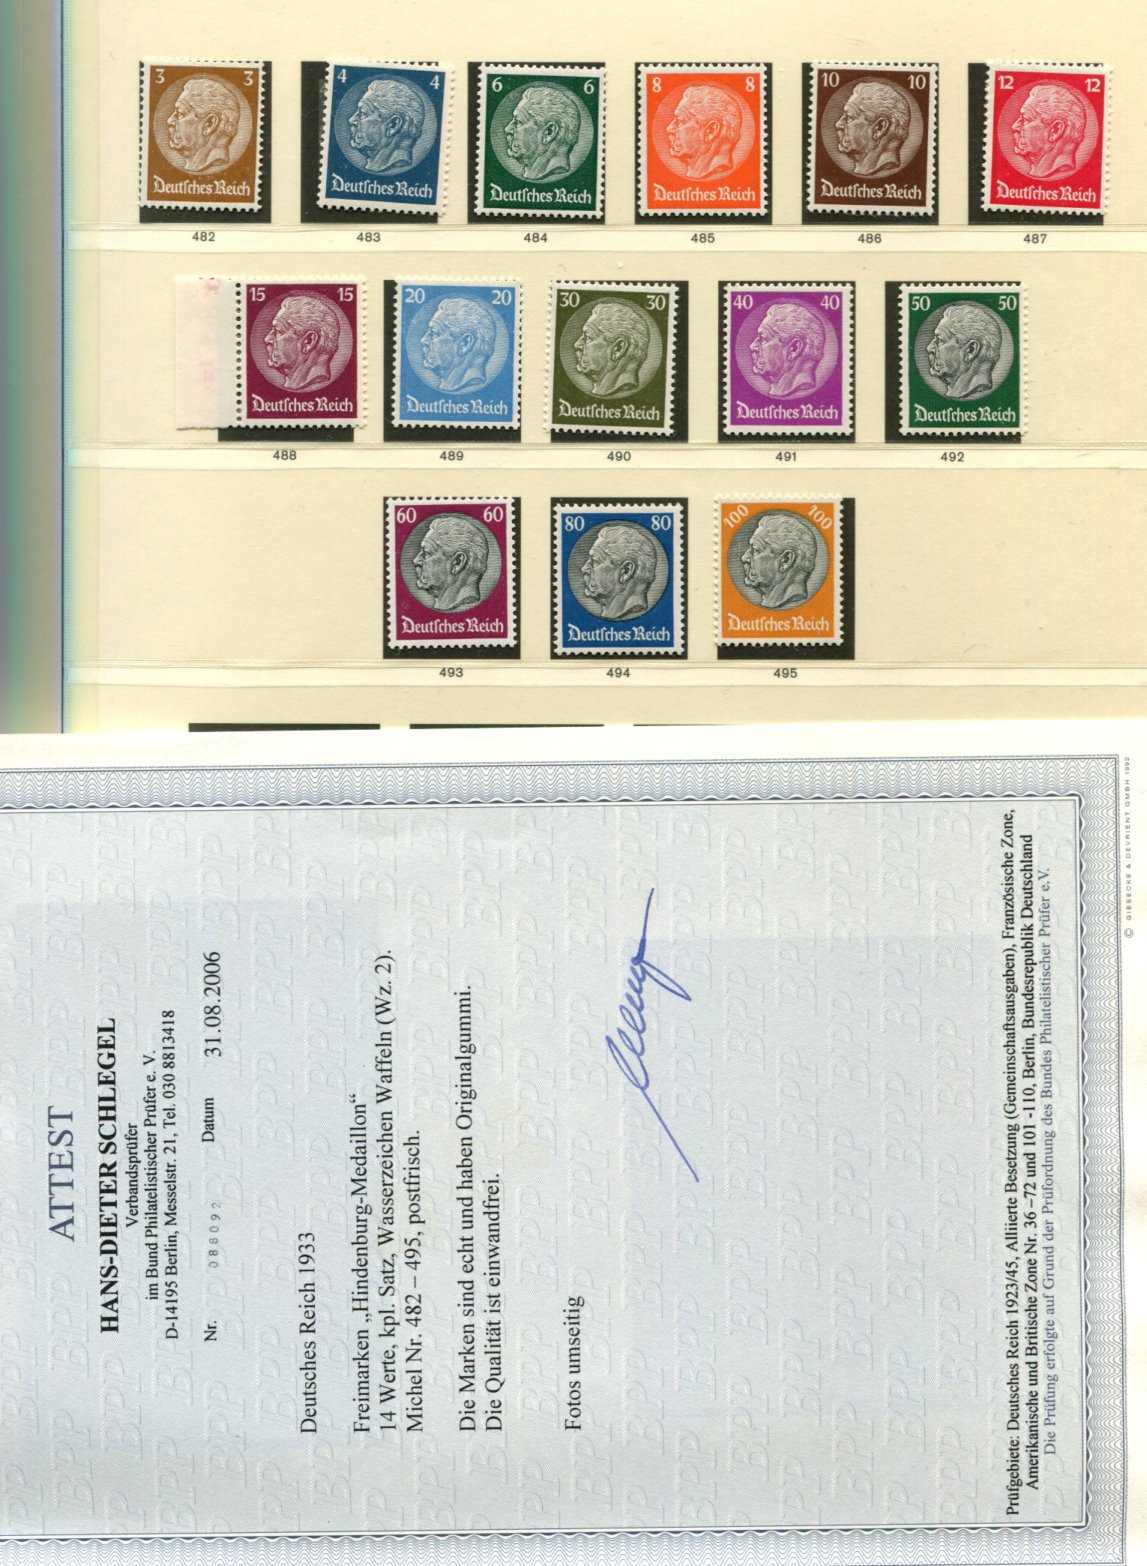 3 3
Deutsches Reich
4 4
Deutsches Reich
6 6
Deutsches Reich
8 8
Deutsches Reich
10 10
Deutsches Reich
12 12
Deutsches Reich
482 483 484 485 486 487
15 15
Deutsches Reich
20 20
Deutsches Reich
30 30
Deutsches Reich
40 40
Deutsches Reich
50 50
Deutsches Reich
488 489 490 491 492
60 60
Deutsches Reich
80 80
Deutsches Reich
100 100
Deutsches Reich
493 494 495
ATTEST
HANS-DIETER SCHLEGEL
Verbandsprüfer
im Bund Philatelistischer Prüfer e. V.
D-14195 Berlin, Messelstr. 21, Tel. 030 8813418
Nr. 088092 Datum 31.08.2006
Deutsches Reich 1933
Freimarken „Hindenburg-Medaillon“
14 Werte, kpl. Satz, Wasserzeichen Waffeln (Wz. 2).
Michel Nr. 482 – 495, postfrisch.
Die Marken sind echt und haben Originalgummi.
Die Qualität ist einwandfrei.
Fotos umseitig
Prüfgebiete: Deutsches Reich 1923/45, Alliierte Besetzung (Gemeinschaftsausgaben), Französische Zone,
Amerikanische und Britische Zone Nr. 36 –72 und 101 -110, Berlin, Bundesrepublik Deutschland
Die Prüfung erfolgte auf Grund der Prüfordnung des Bundes Philatelistischer Prüfer e.V.
© GIESECKE & DEVRIENT GMBH 1992